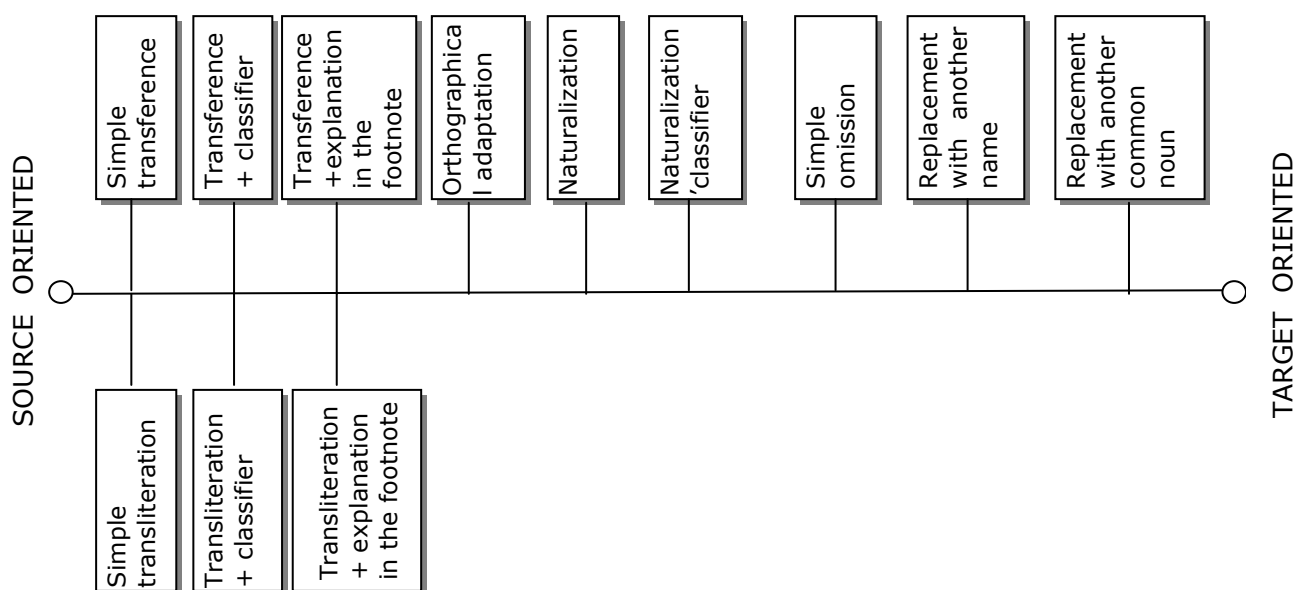 SOURCE ORIENTED
Simple
transference
Transference
+ classifier
Transference
+explanation
in the
footnote
Orthographica
l adaptation
Naturalization
Naturalization
'classifier
Simple
omission
Replacement
with another
name
Replacement
with another
common
noun
Simple
transliteration
Transliteration
+ classifier
Transliteration
+ explanation
in the footnote
TARGET ORIENTED